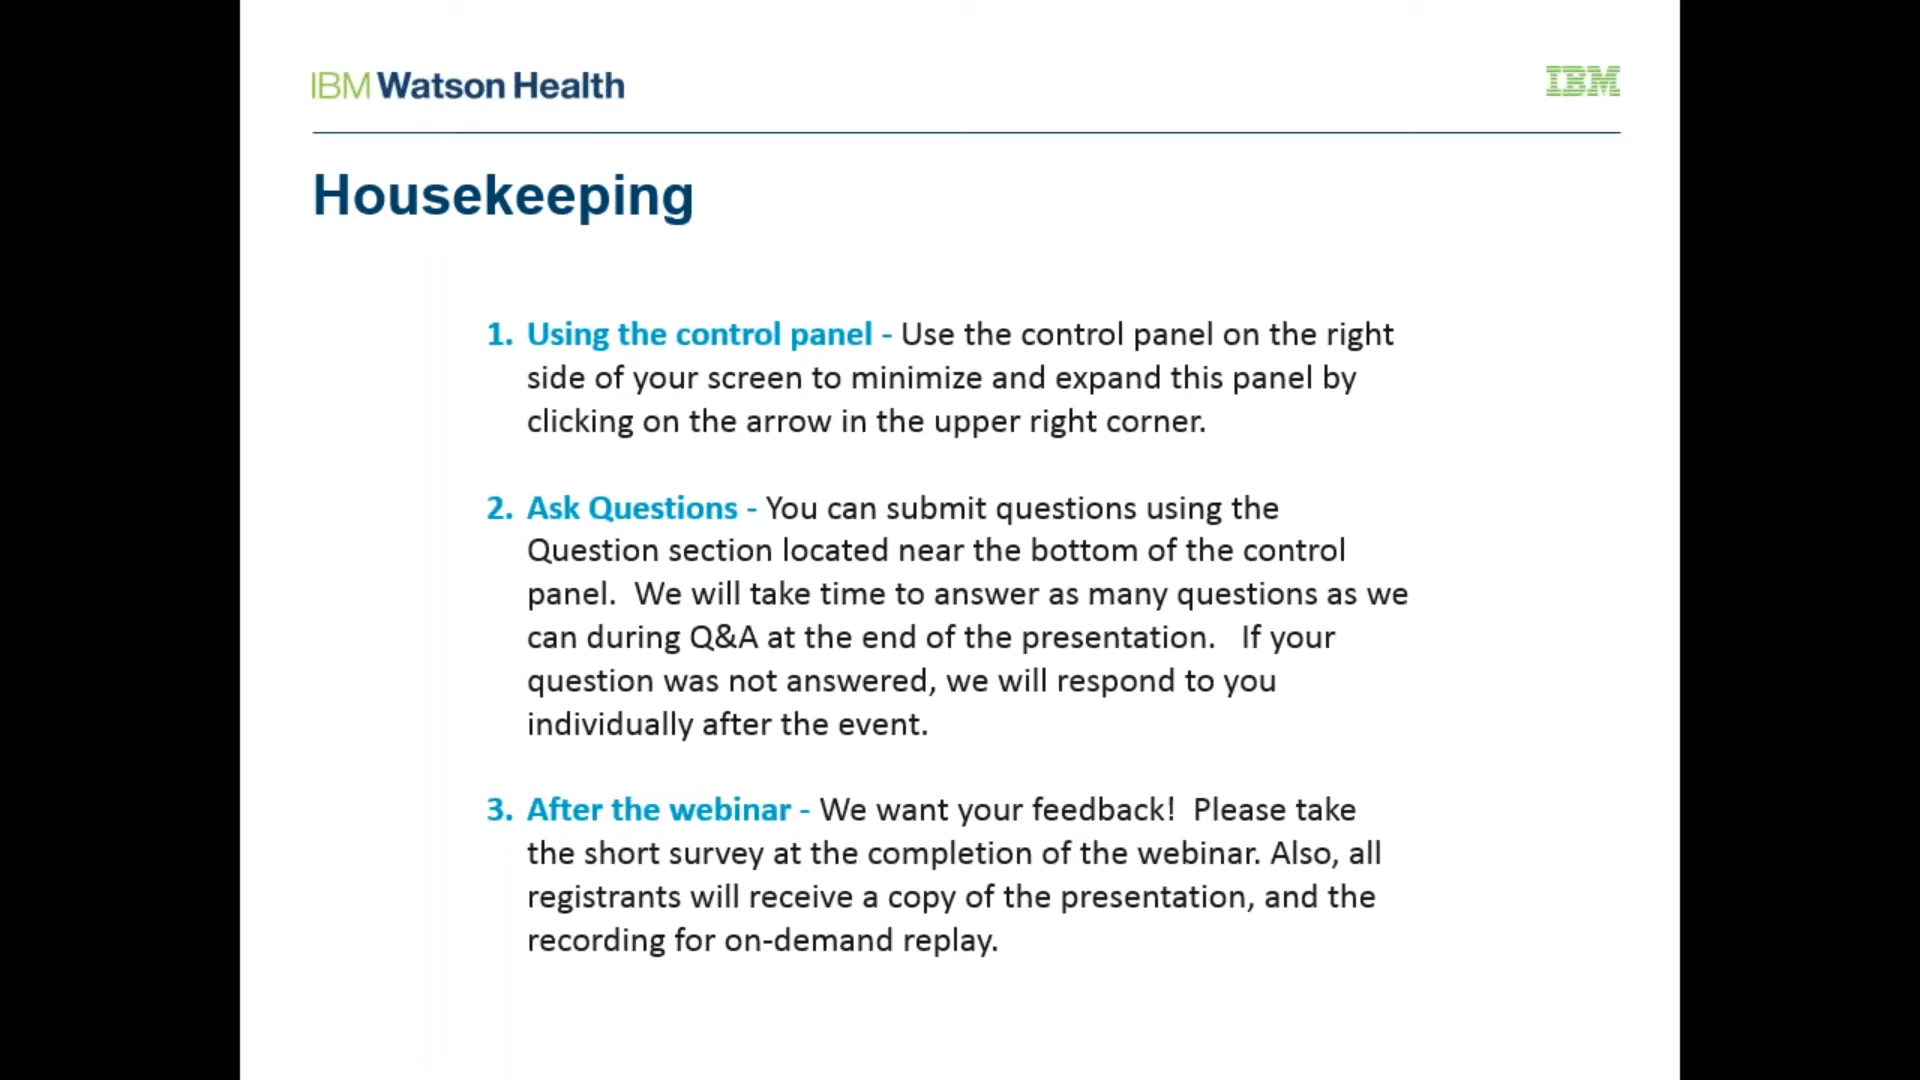 IBM Watson Health
IBM
Housekeeping
1. Using the control panel - Use the control panel on the right
side of your screen to minimize and expand this panel by
clicking on the arrow in the upper right corner.
2. Ask Questions - You can submit questions using the
Question section located near the bottom of the control
panel.  We will take time to answer as many questions as we
can during Q&A at the end of the presentation.   If your
question was not answered, we will respond to you
individually after the event.
3. After the webinar - We want your feedback!  Please take
the short survey at the completion of the webinar. Also, all
registrants will receive a copy of the presentation, and the
recording for on-demand replay.